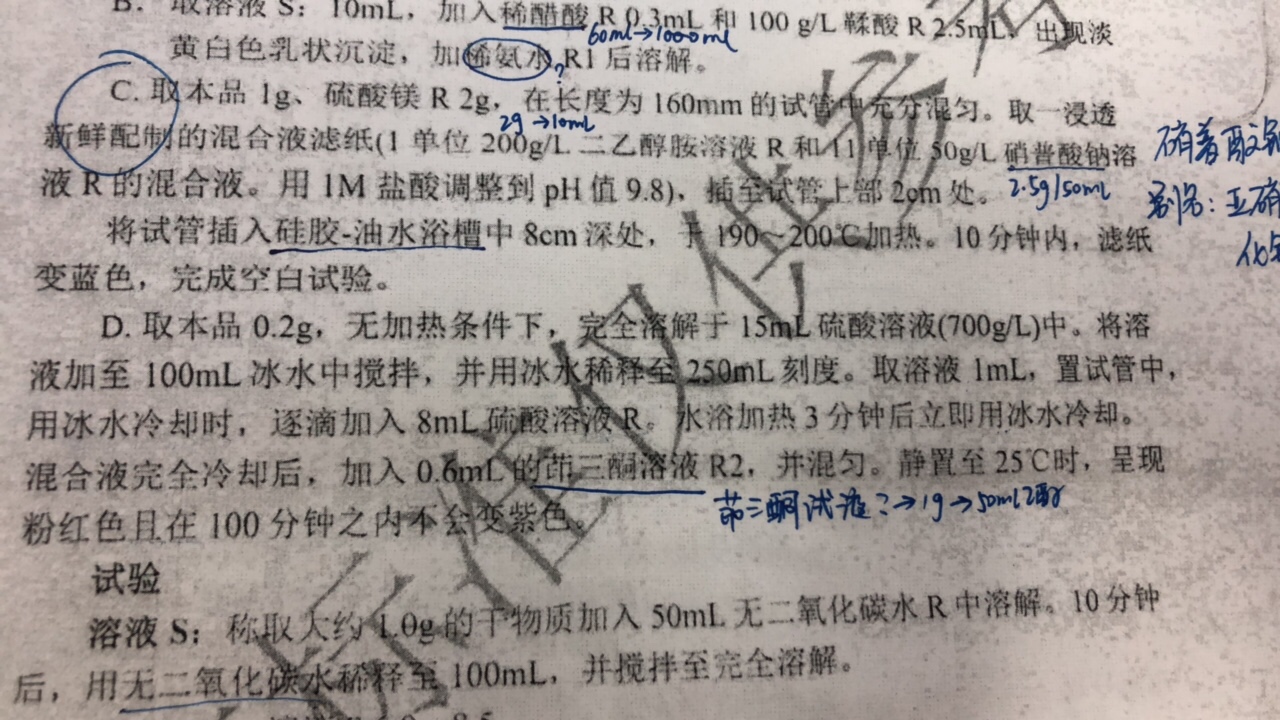 B. 取溶液 S：10mL，加入稀醋酸 R 0.3mL 和 100 g/L 鞣酸 R 2.5mL，出现淡
60ml→1000ml
黄白色乳状沉淀，加稀氨水 R1 后溶解。
?
C. 取本品 1g、硫酸镁 R 2g，在长度为 160mm 的试管中充分混匀。取一浸透
2g→10mL
新鲜配制的混合液滤纸(1 单位 200g/L 二乙醇胺溶液 R 和 11 单位 50g/L 硝普酸钠溶
硝普酸
液 R 的混合液。用 1M 盐酸调整到 pH 值 9.8)，插至试管上部 2cm 处。
2.5g/50mL
别名：亚硝
将试管插入硅胶-油水浴槽中 8cm 深处，于 190～200℃加热。10 分钟内，滤纸
化
变蓝色，完成空白试验。
D. 取本品 0.2g，无加热条件下，完全溶解于 15mL 硫酸溶液(700g/L)中。将溶
液加至 100mL 冰水中搅拌，并用冰水稀释至 250mL 刻度。取溶液 1mL，置试管中，
用冰水冷却时，逐滴加入 8mL 硫酸溶液 R。水浴加热 3 分钟后立即用冰水冷却。
混合液完全冷却后，加入 0.6mL 的茚三酮溶液 R2，并混匀。静置至 25℃时，呈现
茚三酮试液?→1g→50ml乙醇
粉红色且在 100 分钟之内不会变紫色。
试验
溶液 S：称取大约 1.0g 的干物质加入 50mL 无二氧化碳水 R 中溶解。10 分钟
后，用无二氧化碳水稀释至 100mL，并搅拌至完全溶解。